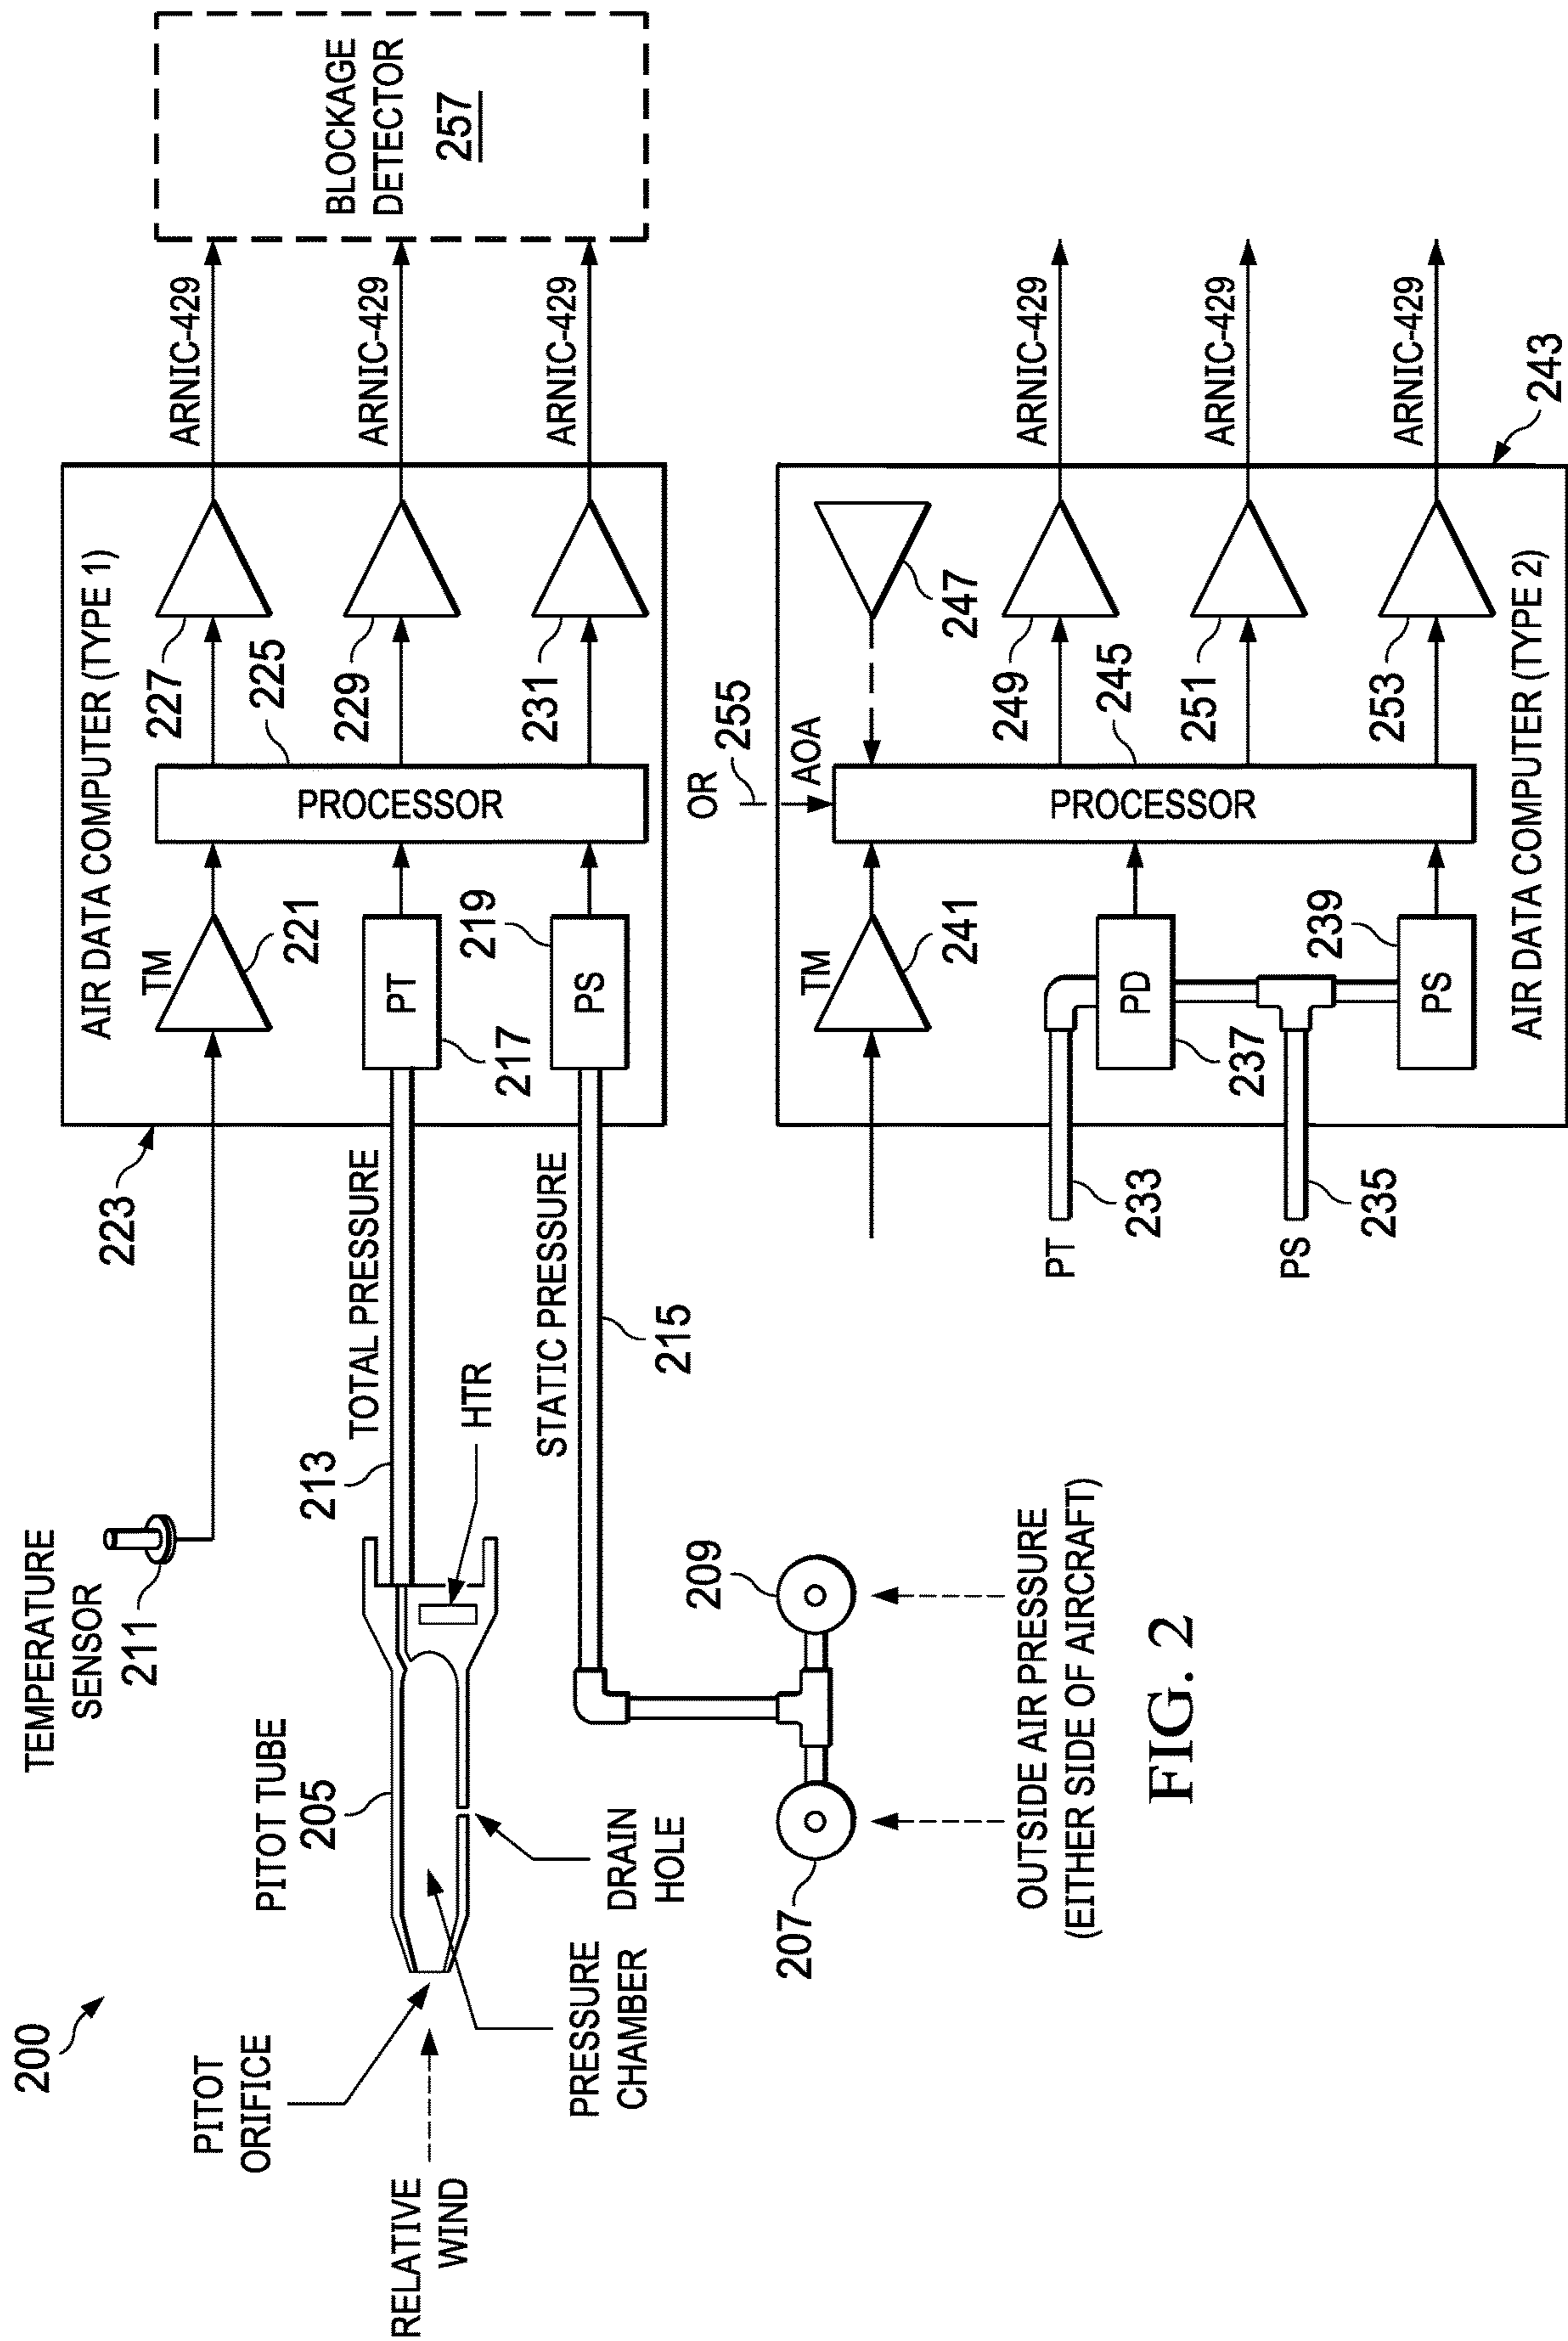 200
TEMPERATURE
SENSOR
211
PITOT
ORIFICE
RELATIVE
WIND
PITOT TUBE
205
PRESSURE
CHAMBER
DRAIN
HOLE
213
TOTAL PRESSURE
HTR
STATIC PRESSURE
215
207
209
OUTSIDE AIR PRESSURE
(EITHER SIDE OF AIRCRAFT)
223
AIR DATA COMPUTER (TYPE 1)
TM
221
PT
217
PS
219
PROCESSOR
225
227
229
231
ARNIC-429
ARNIC-429
ARNIC-429
BLOCKAGE
DETECTOR
257
OR
255
AOA
TM
241
247
PT
233
PD
237
PS
235
PS
239
PROCESSOR
245
249
251
253
ARNIC-429
ARNIC-429
ARNIC-429
AIR DATA COMPUTER (TYPE 2)
243
FIG. 2